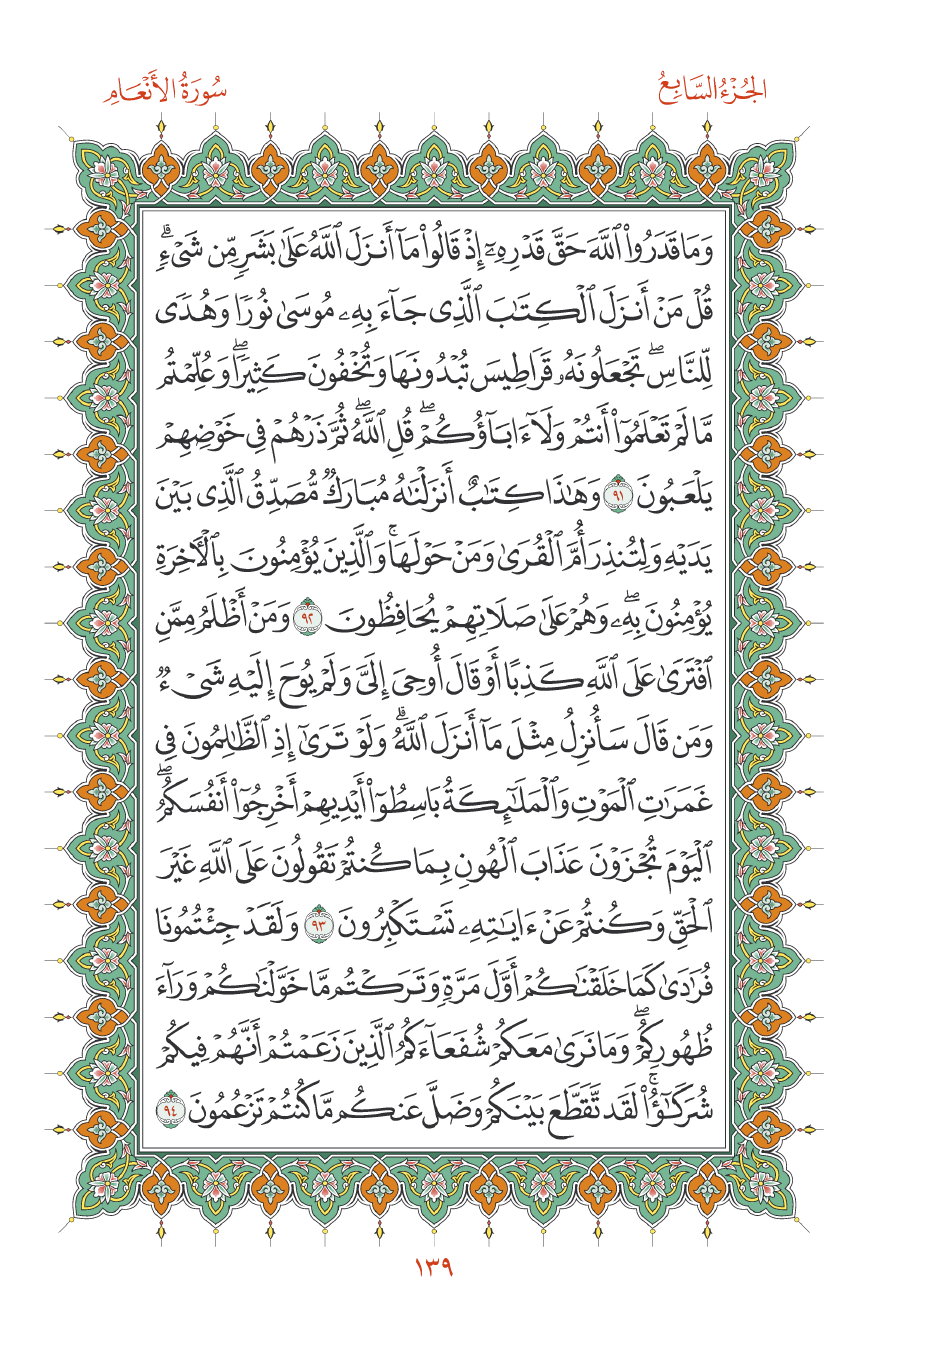 الجُزْءُ السَّابِعُ
سُورَةُ الأَنْعَامِ
وَمَا قَدَرُوا۟ ٱللَّهَ حَقَّ قَدْرِهِۦٓ إِذْ قَالُوا۟ مَآ أَنزَلَ ٱللَّهُ عَلَىٰ بَشَرٍ مِّن شَىْءٍۗ
قُلْ مَنْ أَنزَلَ ٱلْكِتَـٰبَ ٱلَّذِى جَآءَ بِهِۦ مُوسَىٰ نُورًا وَهُدًى
لِّلنَّاسِۖ تَجْعَلُونَهُۥ قَرَاطِيسَ تُبْدُونَهَا وَتُخْفُونَ كَثِيرًاۖ وَعُلِّمْتُم
مَّا لَمْ تَعْلَمُوٓا۟ أَنتُمْ وَلَآ ءَابَآؤُكُمْۖ قُلِ ٱللَّهُۖ ثُمَّ ذَرْهُمْ فِى خَوْضِهِمْ
يَلْعَبُونَ ٩١ وَهَـٰذَا كِتَـٰبٌ أَنزَلْنَـٰهُ مُبَارَكٌ مُّصَدِّقُ ٱلَّذِى بَيْنَ
يَدَيْهِ وَلِتُنذِرَ أُمَّ ٱلْقُرَىٰ وَمَنْ حَوْلَهَاۚ وَٱلَّذِينَ يُؤْمِنُونَ بِٱلْـَٔاخِرَةِ
يُؤْمِنُونَ بِهِۦۖ وَهُمْ عَلَىٰ صَلَاتِهِمْ يُحَافِظُونَ ٩٢ وَمَنْ أَظْلَمُ مِمَّنِ
ٱفْتَرَىٰ عَلَى ٱللَّهِ كَذِبًا أَوْ قَالَ أُوحِىَ إِلَىَّ وَلَمْ يُوحَ إِلَيْهِ شَىْءٌ
وَمَن قَالَ سَأُنزِلُ مِثْلَ مَآ أَنزَلَ ٱللَّهُۗ وَلَوْ تَرَىٰٓ إِذِ ٱلظَّـٰلِمُونَ فِى
غَمَرَٰتِ ٱلْمَوْتِ وَٱلْمَلَـٰٓئِكَةُ بَاسِطُوٓا۟ أَيْدِيهِمْ أَخْرِجُوٓا۟ أَنفُسَكُمُۖ
ٱلْيَوْمَ تُجْزَوْنَ عَذَابَ ٱلْهُونِ بِمَا كُنتُمْ تَقُولُونَ عَلَى ٱللَّهِ غَيْرَ
ٱلْحَقِّ وَكُنتُمْ عَنْ ءَايَـٰتِهِۦ تَسْتَكْبِرُونَ ٩٣ وَلَقَدْ جِئْتُمُونَا
فُرَٰدَىٰ كَمَا خَلَقْنَـٰكُمْ أَوَّلَ مَرَّةٍ وَتَرَكْتُم مَّا خَوَّلْنَـٰكُمْ وَرَآءَ
ظُهُورِكُمْۖ وَمَا نَرَىٰ مَعَكُمْ شُفَعَآءَكُمُ ٱلَّذِينَ زَعَمْتُمْ أَنَّهُمْ فِيكُمْ
شُرَكَـٰٓؤُا۟ۚ لَقَد تَّقَطَّعَ بَيْنَكُمْ وَضَلَّ عَنكُم مَّا كُنتُمْ تَزْعُمُونَ ٩٤
١٣٩